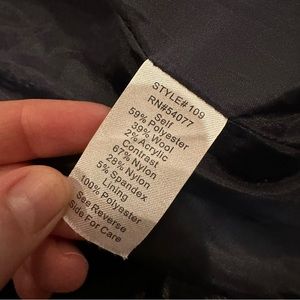 STYLE# 109
RN#54077
Self
59% Polyester
39% Wool
2% Acrylic
Contrast
67% Nylon
28% Nylon
5% Spandex
Lining
100% Polyester
See Reverse
Side For Care